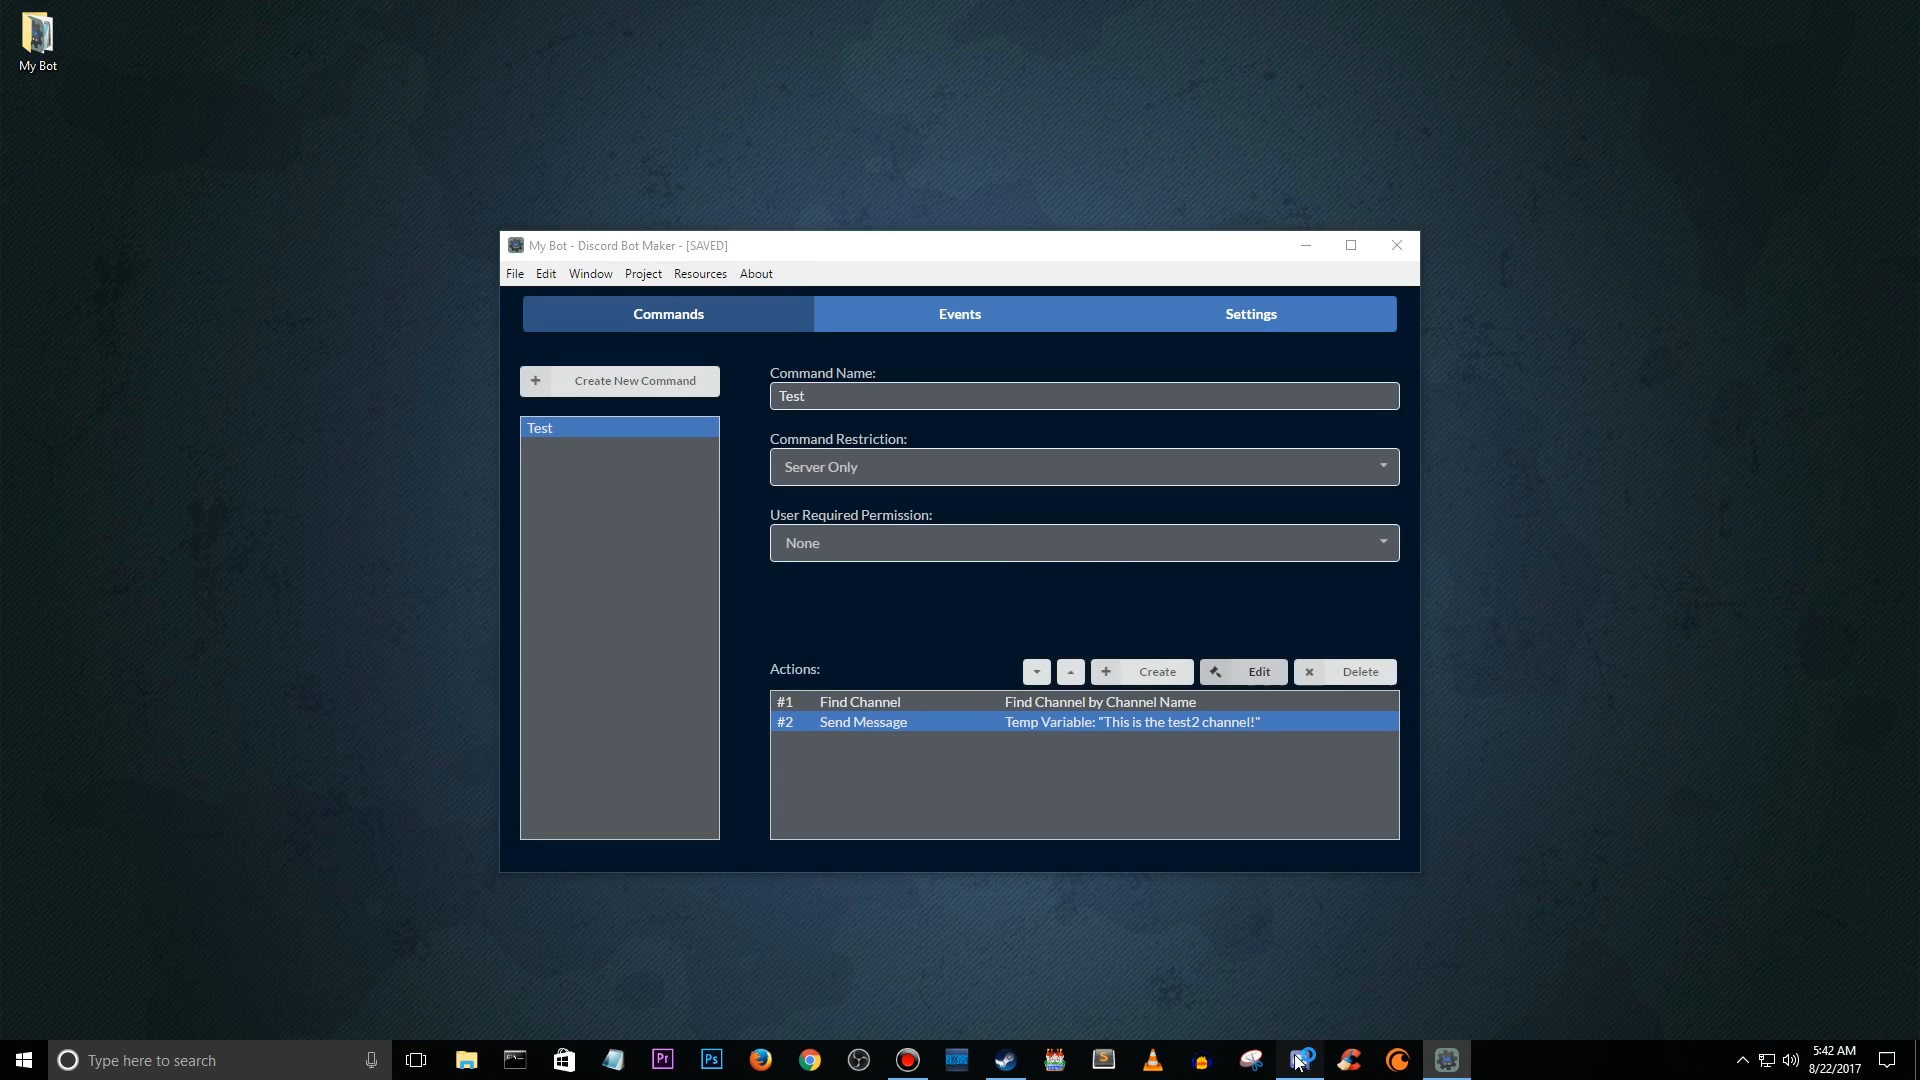 My Bot
My Bot - Discord Bot Maker - [SAVED]
File Edit Window Project Resources About
Commands Events Settings
Create New Command
Test
Command Name:
Test
Command Restriction:
Server Only
User Required Permission:
None
Actions: Create Edit Delete
#1 Find Channel Find Channel by Channel Name
#2 Send Message Temp Variable: "This is the test2 channel!"
Type here to search
Pr
Ps
S
5:42 AM
8/22/2017